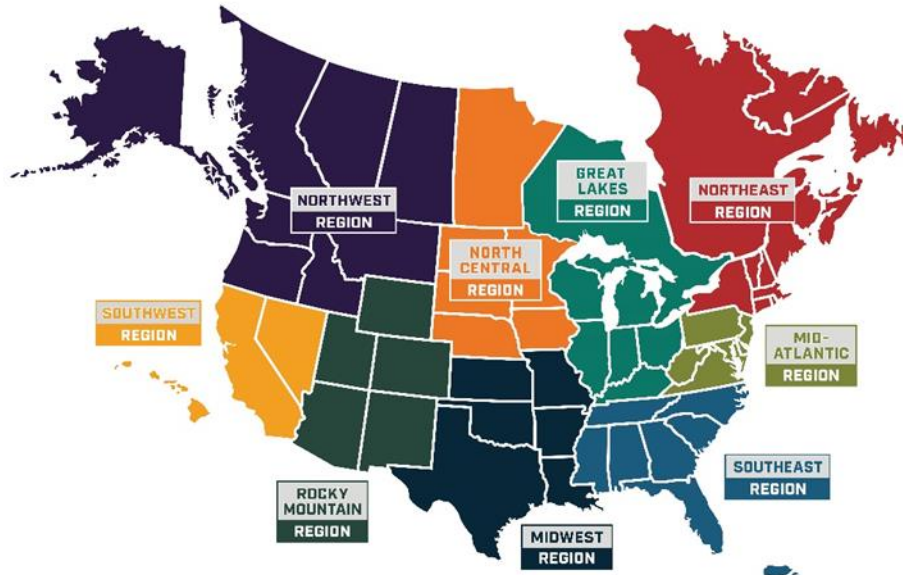 GREAT
LAKES
REGION
NORTHEAST
REGION
NORTHWEST
REGION
NORTH
CENTRAL
REGION
SOUTHWEST
REGION
MID-
ATLANTIC
REGION
SOUTHEAST
REGION
ROCKY
MOUNTAIN
REGION
MIDWEST
REGION